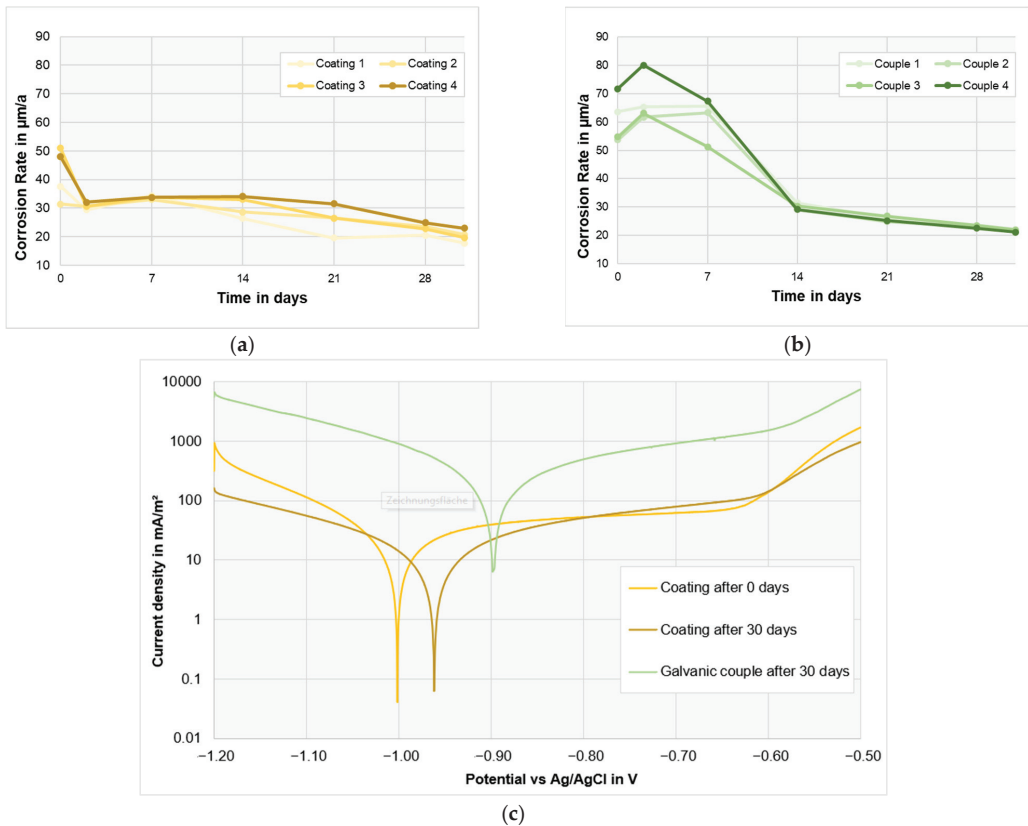 90
80
70
60
50
40
30
20
10
Corrosion Rate in µm/a
Coating 1 Coating 2
Coating 3 Coating 4
0 7 14 21 28
Time in days
(a)
90
80
70
60
50
40
30
20
10
Corrosion Rate in µm/a
Couple 1 Couple 2
Couple 3 Couple 4
0 7 14 21 28
Time in days
(b)
10000
1000
100
10
1
0.1
0.01
Current density in mA/m²
Zeichnungsfläche
Coating after 0 days
Coating after 30 days
Galvanic couple after 30 days
−1.20 −1.10 −1.00 −0.90 −0.80 −0.70 −0.60 −0.50
Potential vs Ag/AgCl in V
(c)